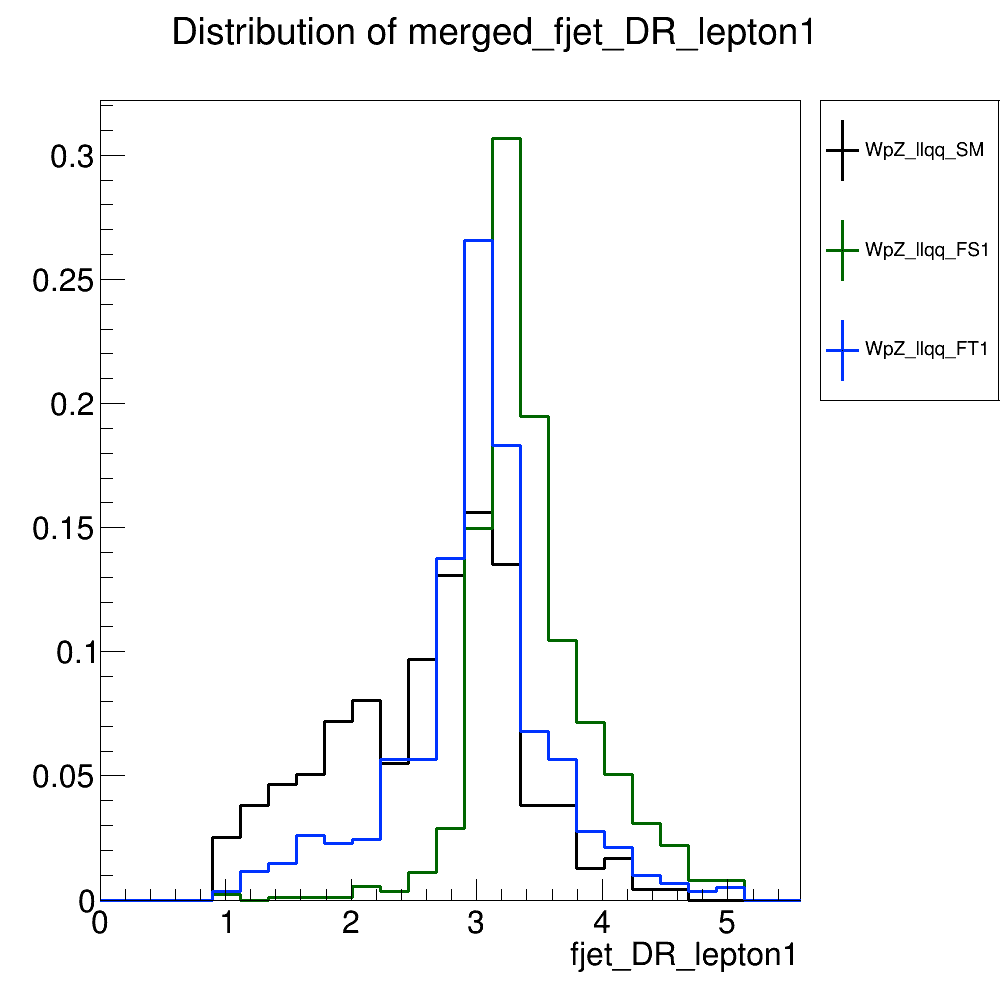 Distribution of merged_fjet_DR_lepton1
WpZ_llqq_SM
WpZ_llqq_FS1
WpZ_llqq_FT1
0.3
0.25
0.2
0.15
0.1
0.05
0
0 1 2 3 4 5
fjet_DR_lepton1